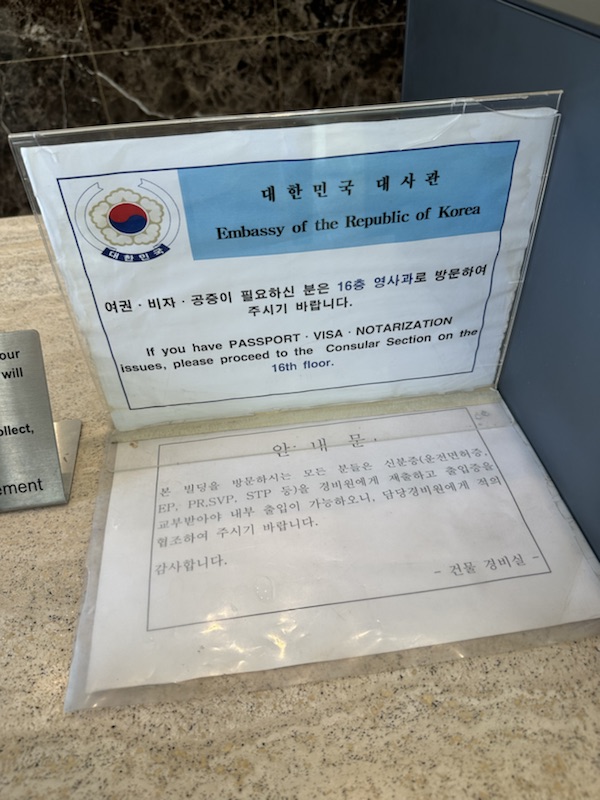 대한민국 대사관
Embassy of the Republic of Korea
대한민국
여권 · 비자 · 공증이 필요하신 분은 16층 영사과로 방문하여
주시기 바랍니다.
If you have PASSPORT · VISA · NOTARIZATION
issues, please proceed to the Consular Section on the
16th floor.
our
will
ollect,
ement
안 내 문
본 빌딩을 방문하시는 모든 분들은 신분증(운전면허증,
EP, PR,SVP, STP 등)을 경비원에게 제출하고 출입증을
교부받아야 내부 출입이 가능하오니, 담당경비원에게 적의
협조하여 주시기 바랍니다.
감사합니다.
- 건물 경비실 -